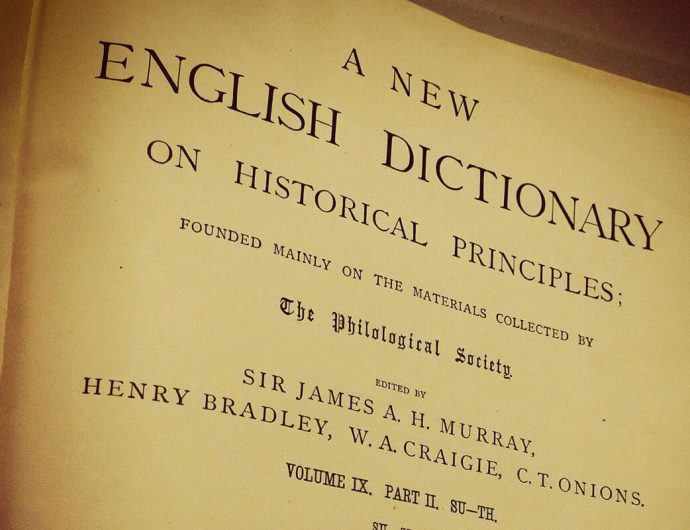 A NEW
ENGLISH DICTIONARY
ON HISTORICAL PRINCIPLES;
FOUNDED MAINLY ON THE MATERIALS COLLECTED BY
The Philological Society.
EDITED BY
SIR JAMES A. H. MURRAY,
HENRY BRADLEY, W. A. CRAIGIE, C. T. ONIONS.
VOLUME IX. PART II. SU—TH.